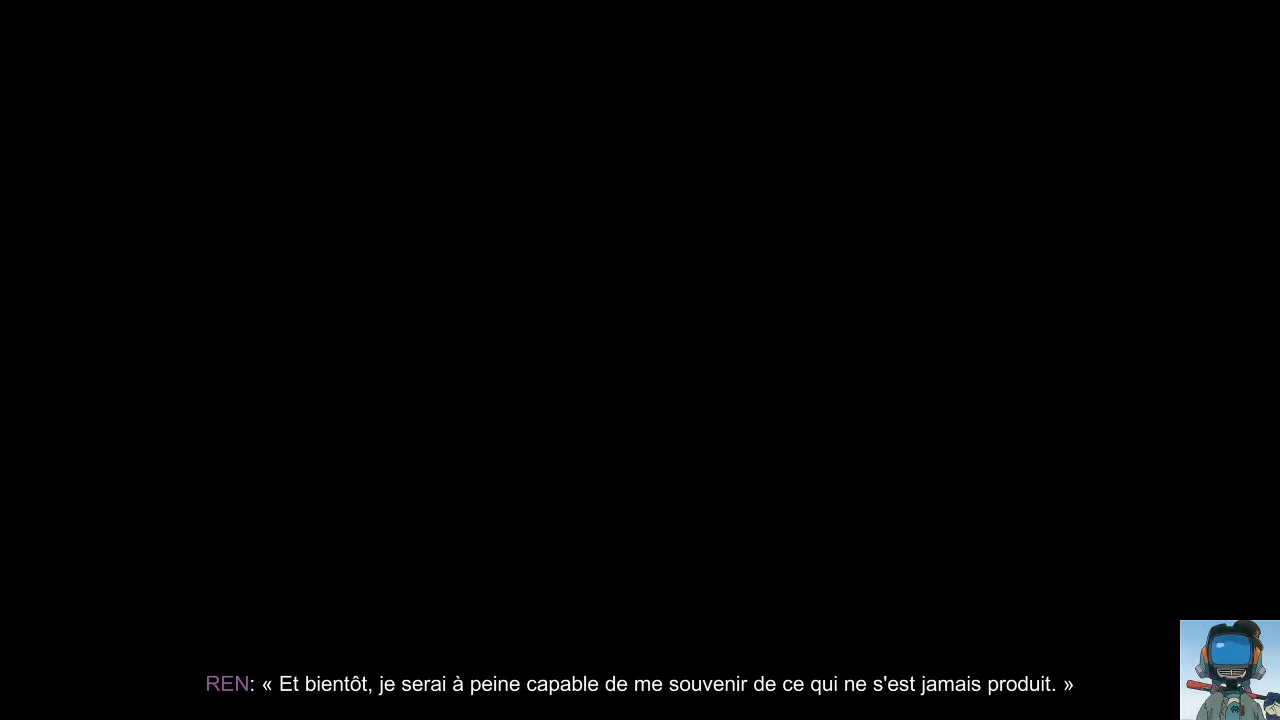 REN: « Et bientôt, je serai à peine capable de me souvenir de ce qui ne s'est jamais produit. »